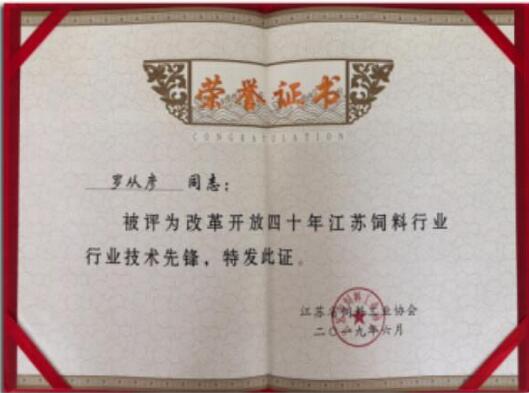 荣誉证书
CONGRATULATION
罗从彦 同志：
被评为改革开放四十年江苏饲料行业
行业技术先锋，特发此证。
江苏省饲料工业协会
二〇一九年六月